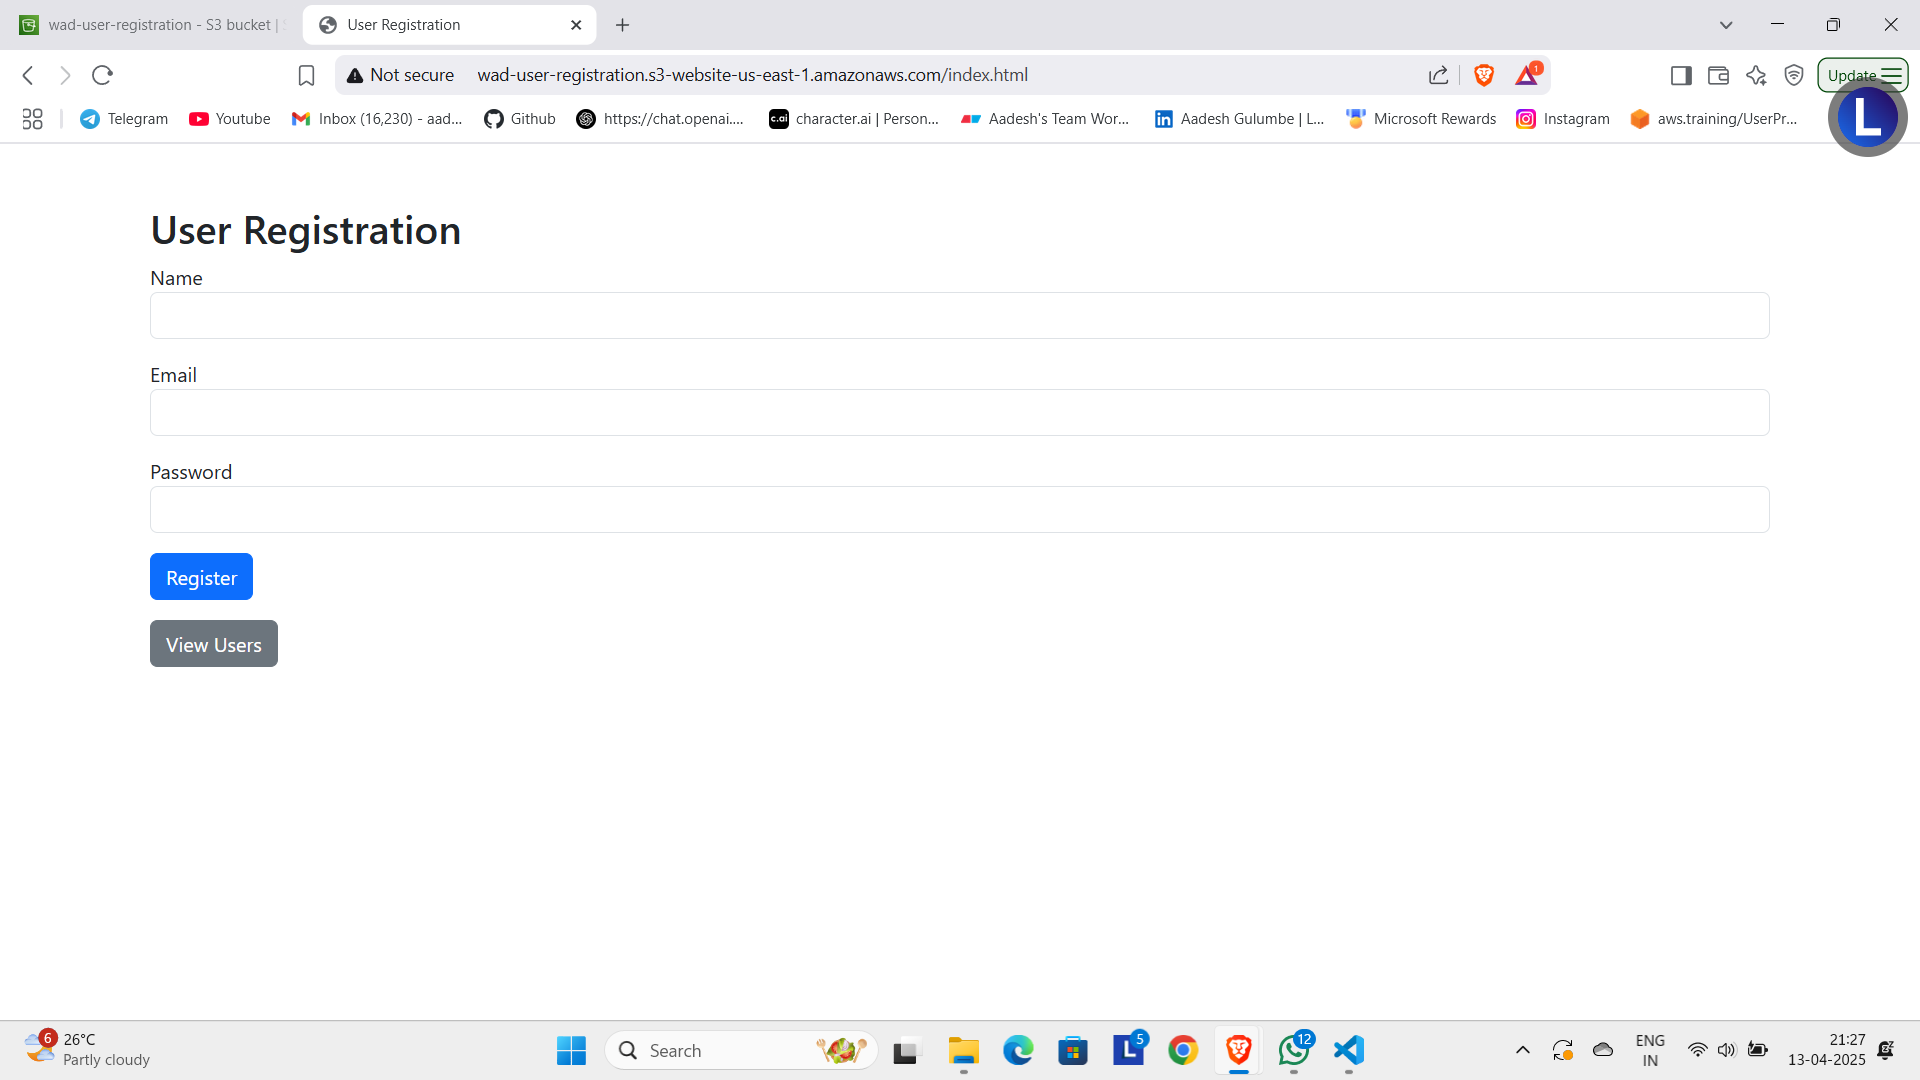 wad-user-registration - S3 bucket |
User Registration
Not secure wad-user-registration.s3-website-us-east-1.amazonaws.com/index.html
1
Update
Telegram
Youtube
Inbox (16,230) - aad...
Github
https://chat.openai....
c.ai
character.ai | Person...
Aadesh's Team Wor...
in
Aadesh Gulumbe | L...
Microsoft Rewards
Instagram
aws.training/UserPr...
L
User Registration
Name
Email
Password
Register
View Users
6
26°C
Partly cloudy
Search
L
5
12
ENG
IN
21:27
13-04-2025